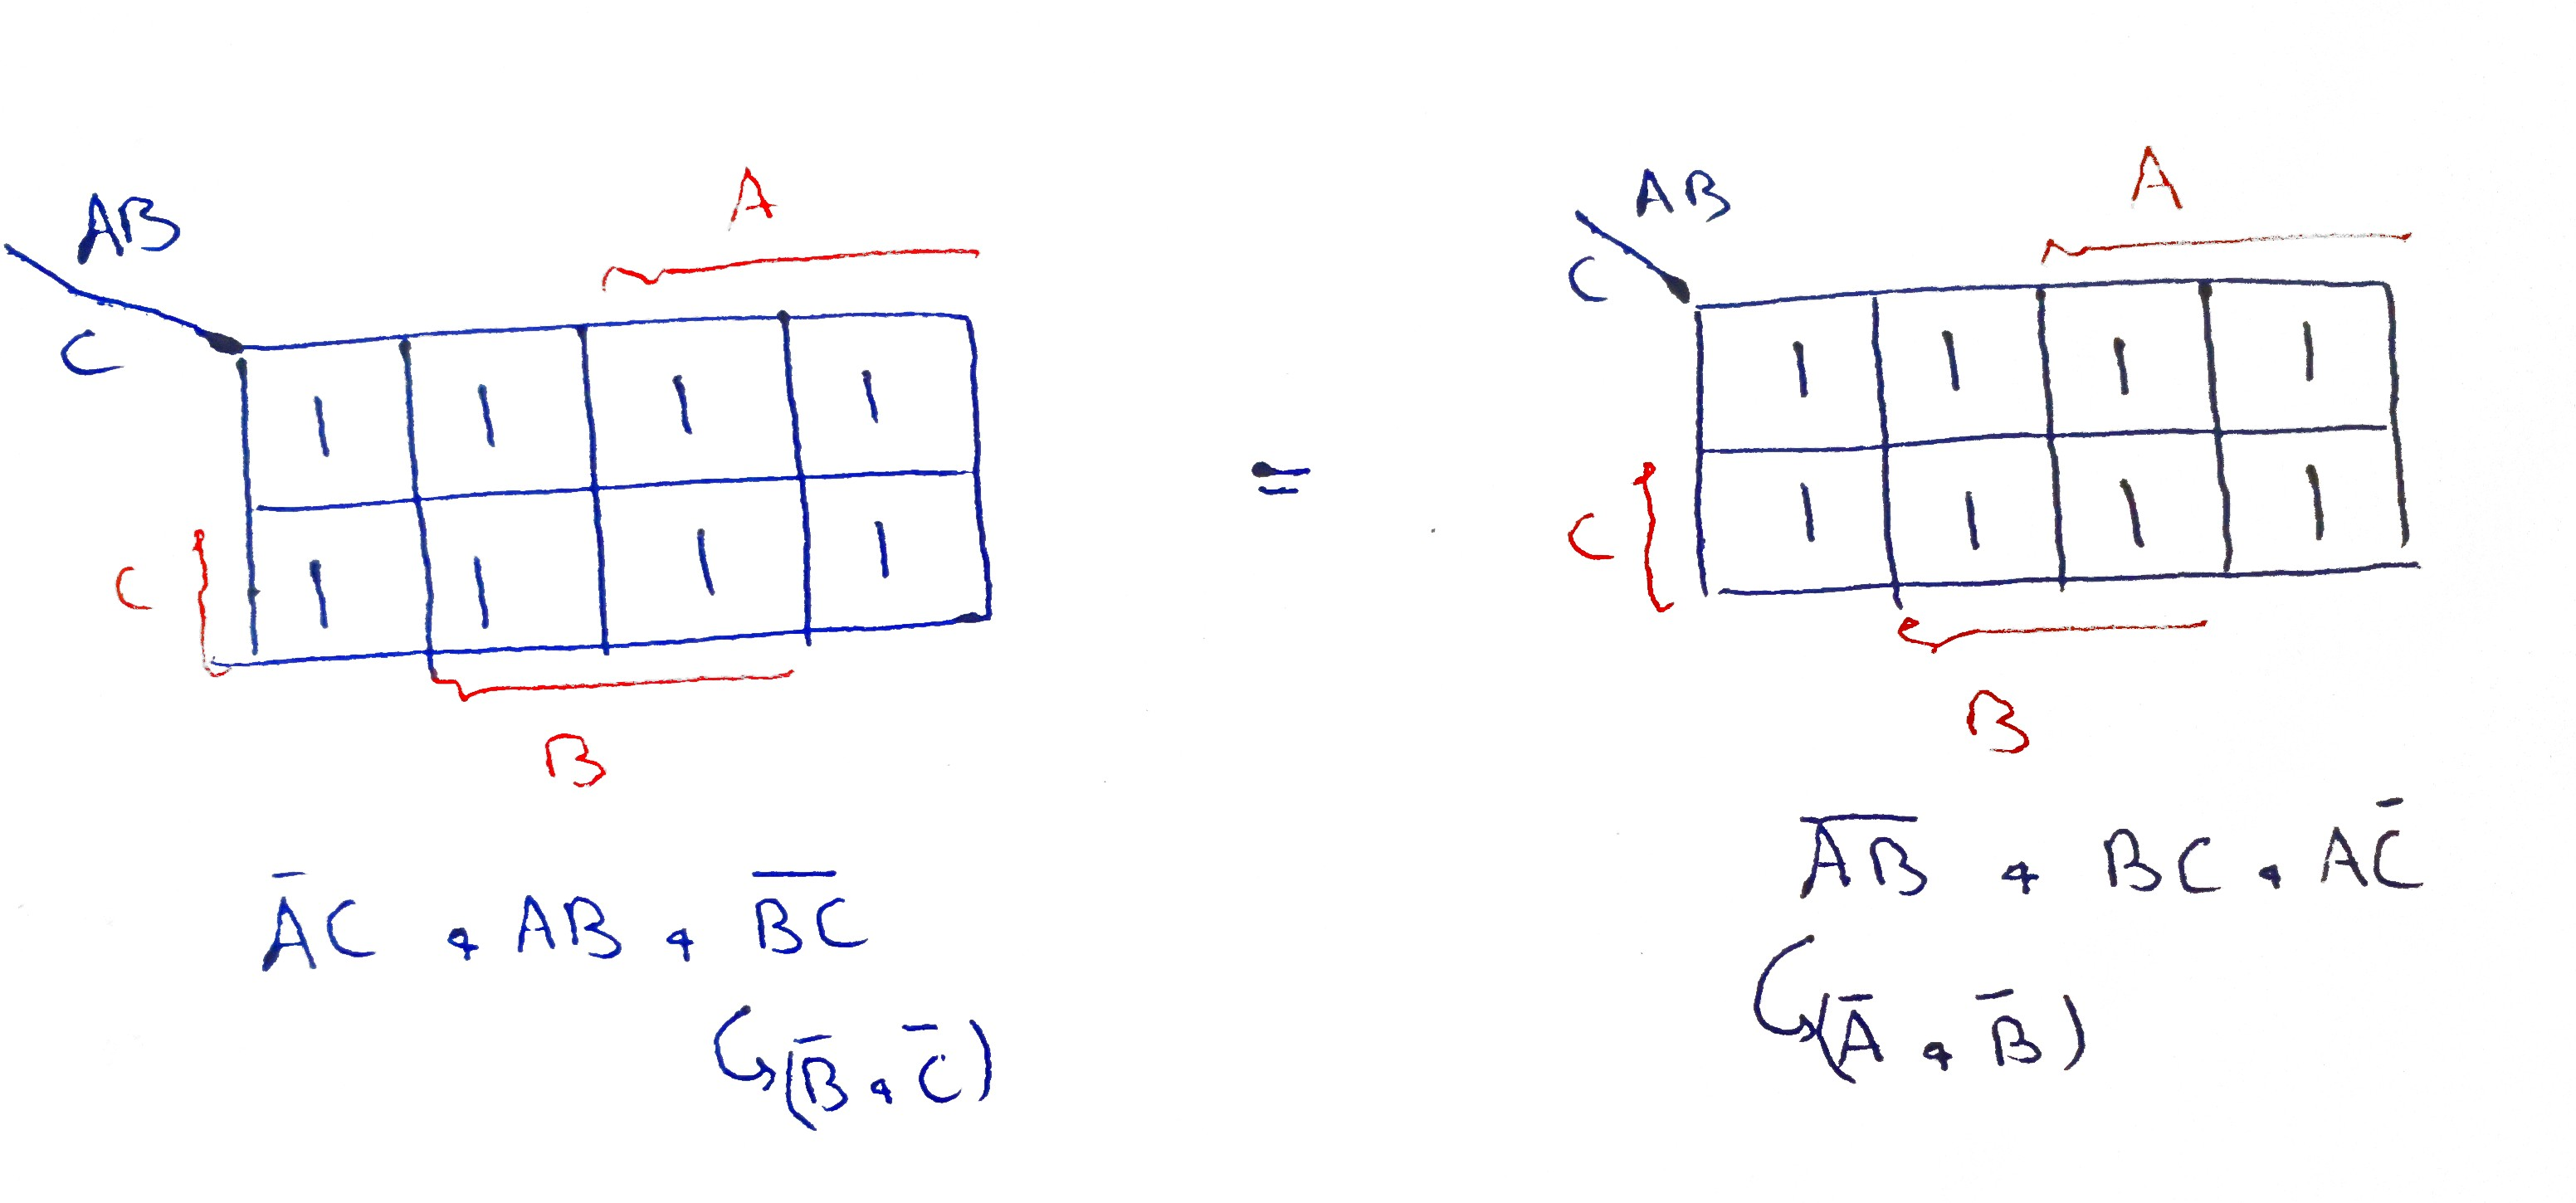 A A
AB AB
C C
1 1 1 1 = 1 1 1 1
C 1 1 1 1 C 1 1 1 1
B B
A̅C + AB + B̅C̅ A̅B̅ + BC + AC̅
(B̅ + C̅) (A̅ + B̅)